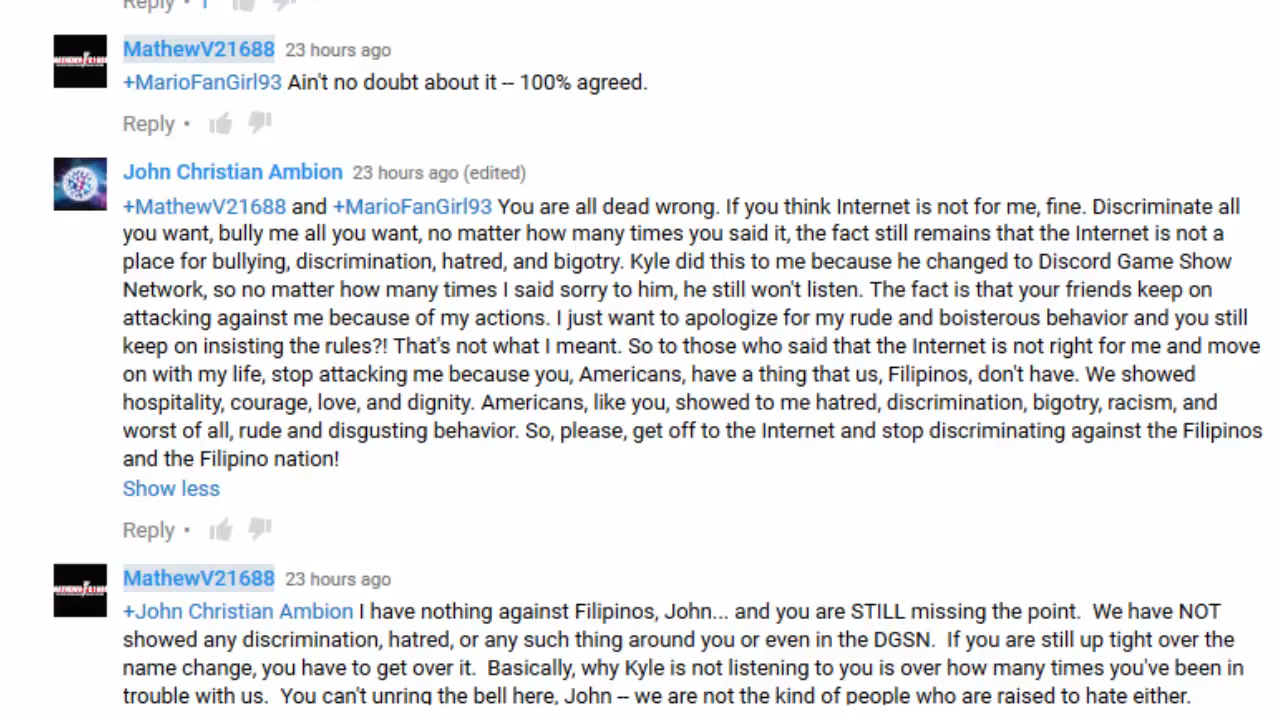 Reply • 1
MathewV21688 23 hours ago
+MarioFanGirl93 Ain't no doubt about it -- 100% agreed.
Reply •
John Christian Ambion 23 hours ago (edited)
+MathewV21688 and +MarioFanGirl93 You are all dead wrong. If you think Internet is not for me, fine. Discriminate all
you want, bully me all you want, no matter how many times you said it, the fact still remains that the Internet is not a
place for bullying, discrimination, hatred, and bigotry. Kyle did this to me because he changed to Discord Game Show
Network, so no matter how many times I said sorry to him, he still won't listen. The fact is that your friends keep on
attacking against me because of my actions. I just want to apologize for my rude and boisterous behavior and you still
keep on insisting the rules?! That's not what I meant. So to those who said that the Internet is not right for me and move
on with my life, stop attacking me because you, Americans, have a thing that us, Filipinos, don't have. We showed
hospitality, courage, love, and dignity. Americans, like you, showed to me hatred, discrimination, bigotry, racism, and
worst of all, rude and disgusting behavior. So, please, get off to the Internet and stop discriminating against the Filipinos
and the Filipino nation!
Show less
Reply •
MathewV21688 23 hours ago
+John Christian Ambion I have nothing against Filipinos, John... and you are STILL missing the point.  We have NOT
showed any discrimination, hatred, or any such thing around you or even in the DGSN.  If you are still up tight over the
name change, you have to get over it.  Basically, why Kyle is not listening to you is over how many times you've been in
trouble with us.  You can't unring the bell here, John -- we are not the kind of people who are raised to hate either.